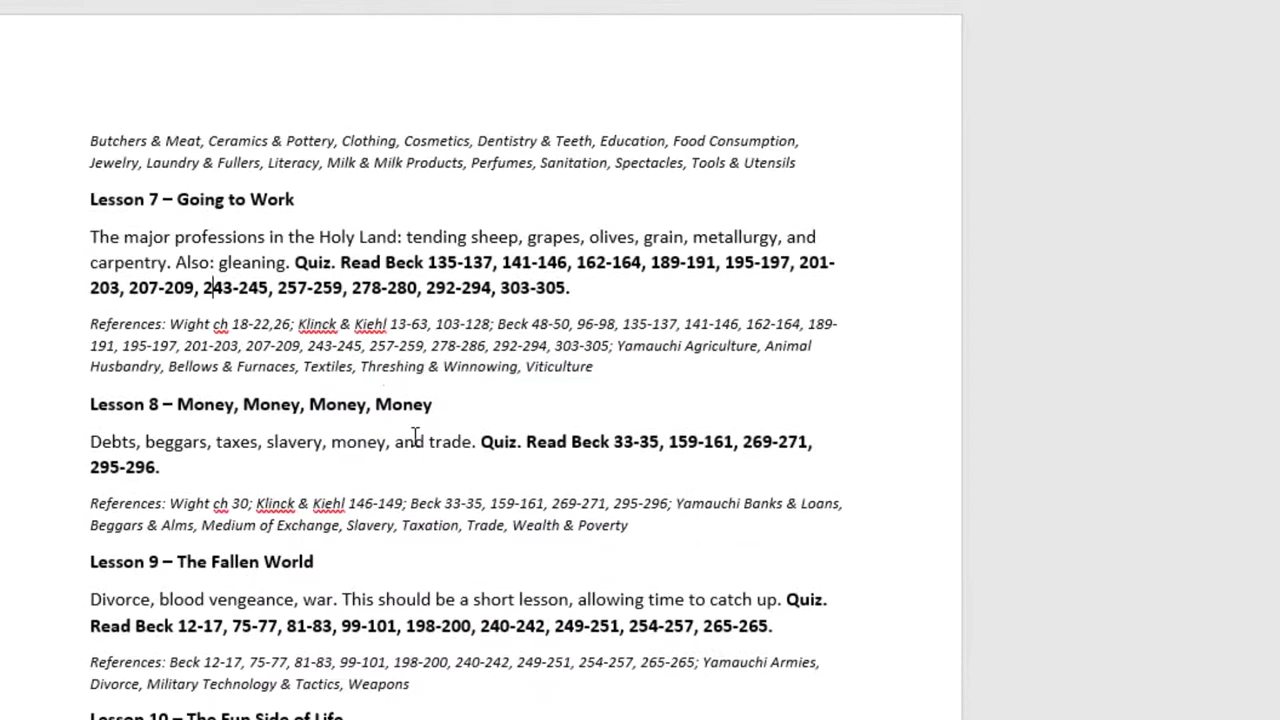 Butchers & Meat, Ceramics & Pottery, Clothing, Cosmetics, Dentistry & Teeth, Education, Food Consumption,
Jewelry, Laundry & Fullers, Literacy, Milk & Milk Products, Perfumes, Sanitation, Spectacles, Tools & Utensils
Lesson 7 – Going to Work
The major professions in the Holy Land: tending sheep, grapes, olives, grain, metallurgy, and
carpentry. Also: gleaning. Quiz. Read Beck 135-137, 141-146, 162-164, 189-191, 195-197, 201-
203, 207-209, 243-245, 257-259, 278-280, 292-294, 303-305.
References: Wight ch 18-22,26; Klinck & Kiehl 13-63, 103-128; Beck 48-50, 96-98, 135-137, 141-146, 162-164, 189-
191, 195-197, 201-203, 207-209, 243-245, 257-259, 278-286, 292-294, 303-305; Yamauchi Agriculture, Animal
Husbandry, Bellows & Furnaces, Textiles, Threshing & Winnowing, Viticulture
Lesson 8 – Money, Money, Money, Money
Debts, beggars, taxes, slavery, money, and trade. Quiz. Read Beck 33-35, 159-161, 269-271,
295-296.
References: Wight ch 30; Klinck & Kiehl 146-149; Beck 33-35, 159-161, 269-271, 295-296; Yamauchi Banks & Loans,
Beggars & Alms, Medium of Exchange, Slavery, Taxation, Trade, Wealth & Poverty
Lesson 9 – The Fallen World
Divorce, blood vengeance, war. This should be a short lesson, allowing time to catch up. Quiz.
Read Beck 12-17, 75-77, 81-83, 99-101, 198-200, 240-242, 249-251, 254-257, 265-265.
References: Beck 12-17, 75-77, 81-83, 99-101, 198-200, 240-242, 249-251, 254-257, 265-265; Yamauchi Armies,
Divorce, Military Technology & Tactics, Weapons
Lesson 10 – The Fun Side of Life